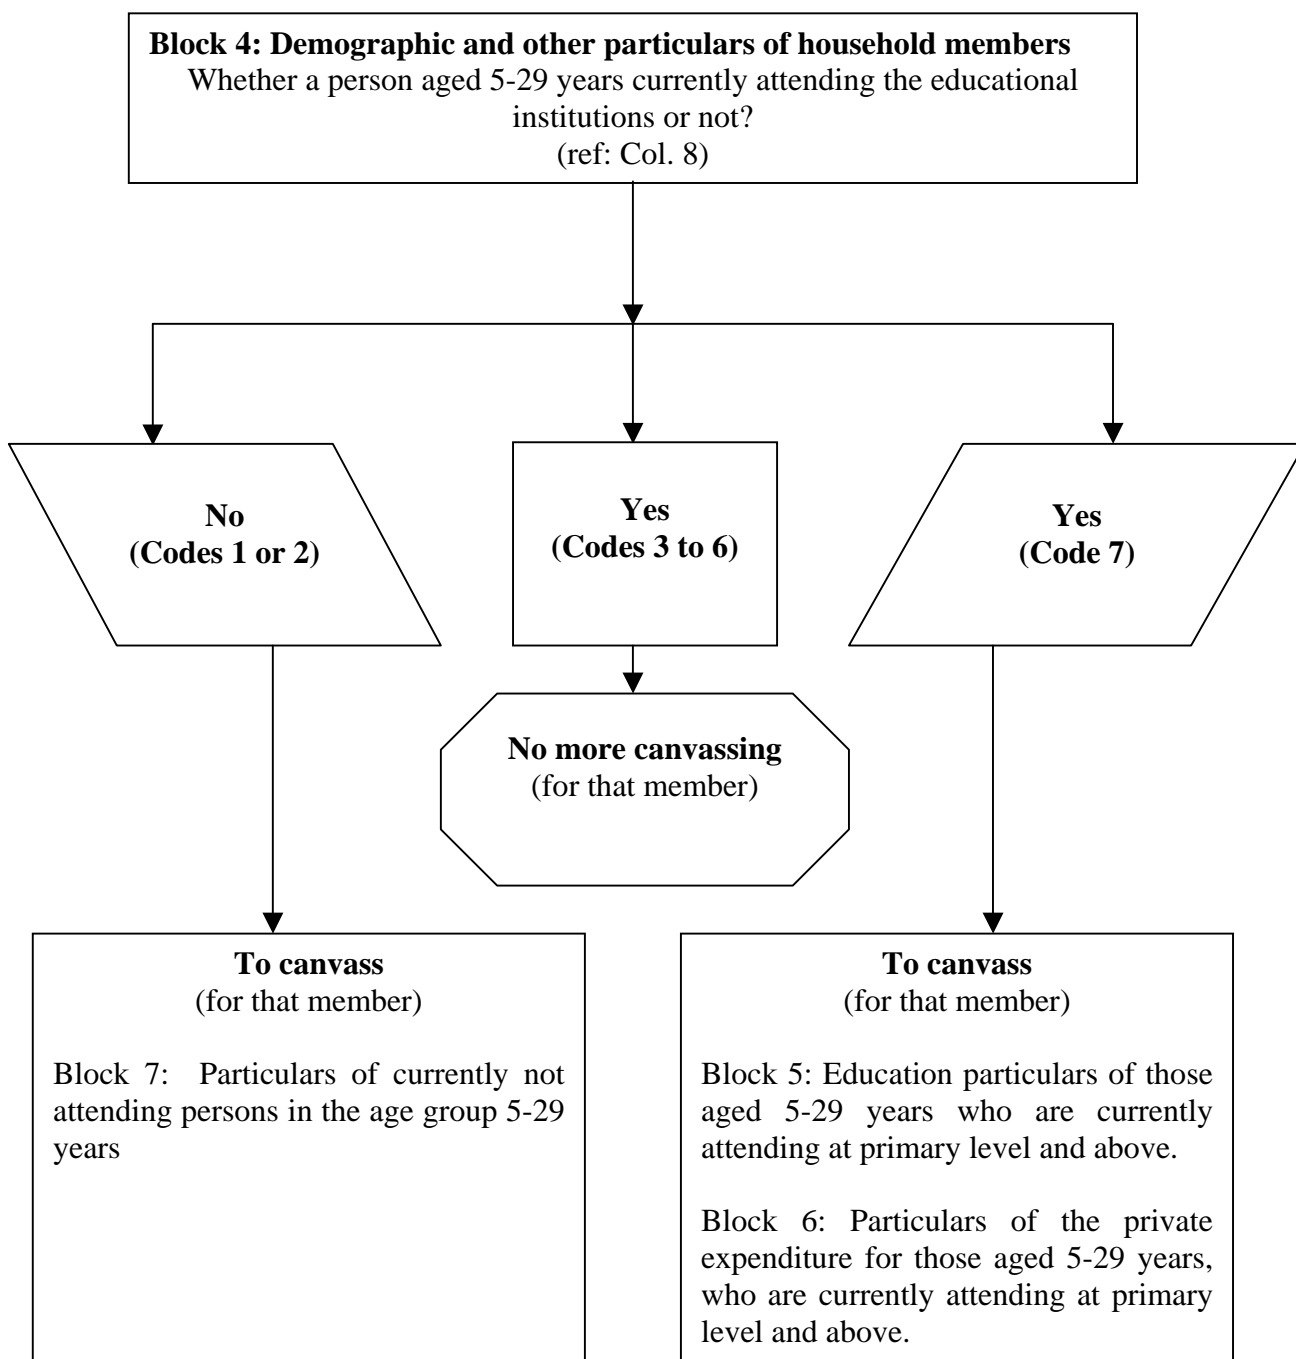 Block 4: Demographic and other particulars of household members
Whether a person aged 5-29 years currently attending the educational
institutions or not?
(ref: Col. 8)
No
(Codes 1 or 2)
Yes
(Codes 3 to 6)
Yes
(Code 7)
No more canvassing
(for that member)
To canvass
(for that member)
Block 7: Particulars of currently not
attending persons in the age group 5-29
years
To canvass
(for that member)
Block 5: Education particulars of those
aged 5-29 years who are currently
attending at primary level and above.
Block 6: Particulars of the private
expenditure for those aged 5-29 years,
who are currently attending at primary
level and above.